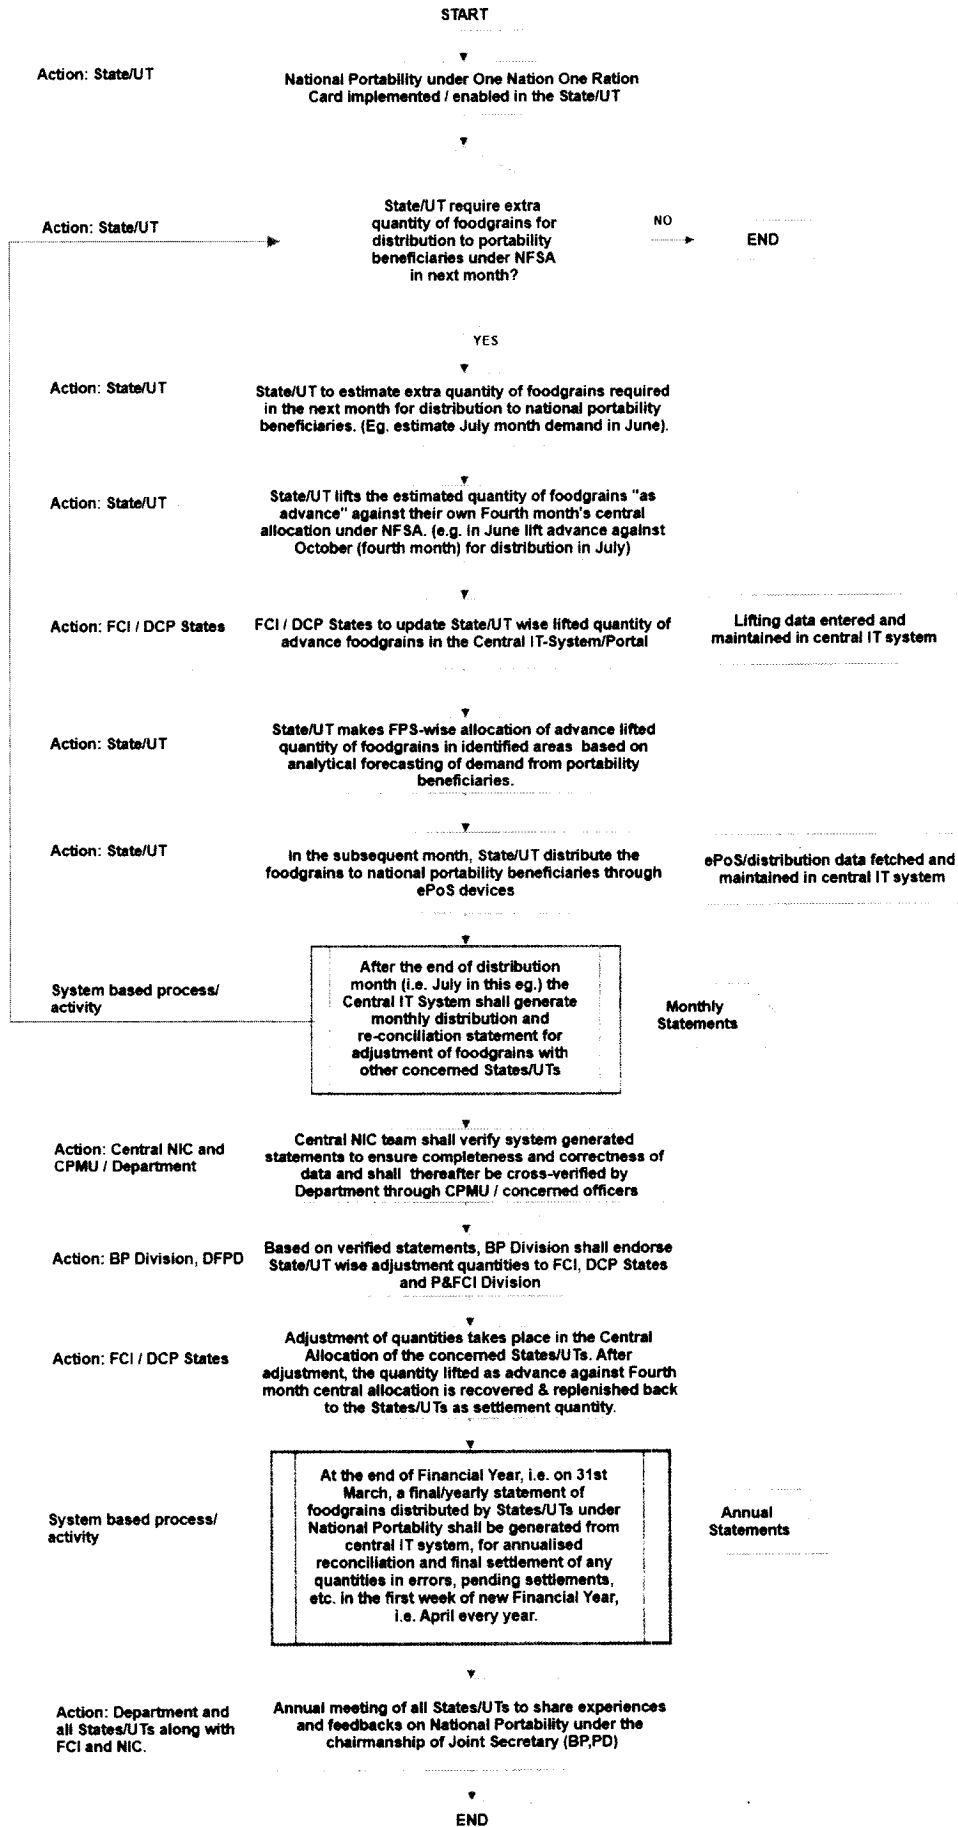 START
Action: State/UT
National Portability under One Nation One Ration
Card implemented / enabled in the State/UT
Action: State/UT
State/UT require extra
quantity of foodgrains for
distribution to portability
beneficiaries under NFSA
in next month?
NO
END
YES
Action: State/UT
State/UT to estimate extra quantity of foodgrains required
in the next month for distribution to national portability
beneficiaries. (Eg. estimate July month demand in June).
Action: State/UT
State/UT lifts the estimated quantity of foodgrains "as
advance" against their own Fourth month's central
allocation under NFSA. (e.g. in June lift advance against
October (fourth month) for distribution in July)
Action: FCI / DCP States
FCI / DCP States to update State/UT wise lifted quantity of
advance foodgrains in the Central IT-System/Portal
Lifting data entered and
maintained in central IT system
Action: State/UT
State/UT makes FPS-wise allocation of advance lifted
quantity of foodgrains in identified areas based on
analytical forecasting of demand from portability
beneficiaries.
Action: State/UT
In the subsequent month, State/UT distribute the
foodgrains to national portability beneficiaries through
ePoS devices
ePoS/distribution data fetched and
maintained in central IT system
System based process/
activity
After the end of distribution
month (i.e. July in this eg.) the
Central IT System shall generate
monthly distribution and
re-conciliation statement for
adjustment of foodgrains with
other concerned States/UTs
Monthly
Statements
Action: Central NIC and
CPMU / Department
Central NIC team shall verify system generated
statements to ensure completeness and correctness of
data and shall thereafter be cross-verified by
Department through CPMU / concerned officers
Action: BP Division, DFPD
Based on verified statements, BP Division shall endorse
State/UT wise adjustment quantities to FCI, DCP States
and P&FCI Division
Action: FCI / DCP States
Adjustment of quantities takes place in the Central
Allocation of the concerned States/UTs. After
adjustment, the quantity lifted as advance against Fourth
month central allocation is recovered & replenished back
to the States/UTs as settlement quantity.
System based process/
activity
At the end of Financial Year, i.e. on 31st
March, a final/yearly statement of
foodgrains distributed by States/UTs under
National Portablity shall be generated from
central IT system, for annualised
reconciliation and final settlement of any
quantities in errors, pending settlements,
etc. in the first week of new Financial Year,
i.e. April every year.
Annual
Statements
Action: Department and
all States/UTs along with
FCI and NIC.
Annual meeting of all States/UTs to share experiences
and feedbacks on National Portability under the
chairmanship of Joint Secretary (BP,PD)
END